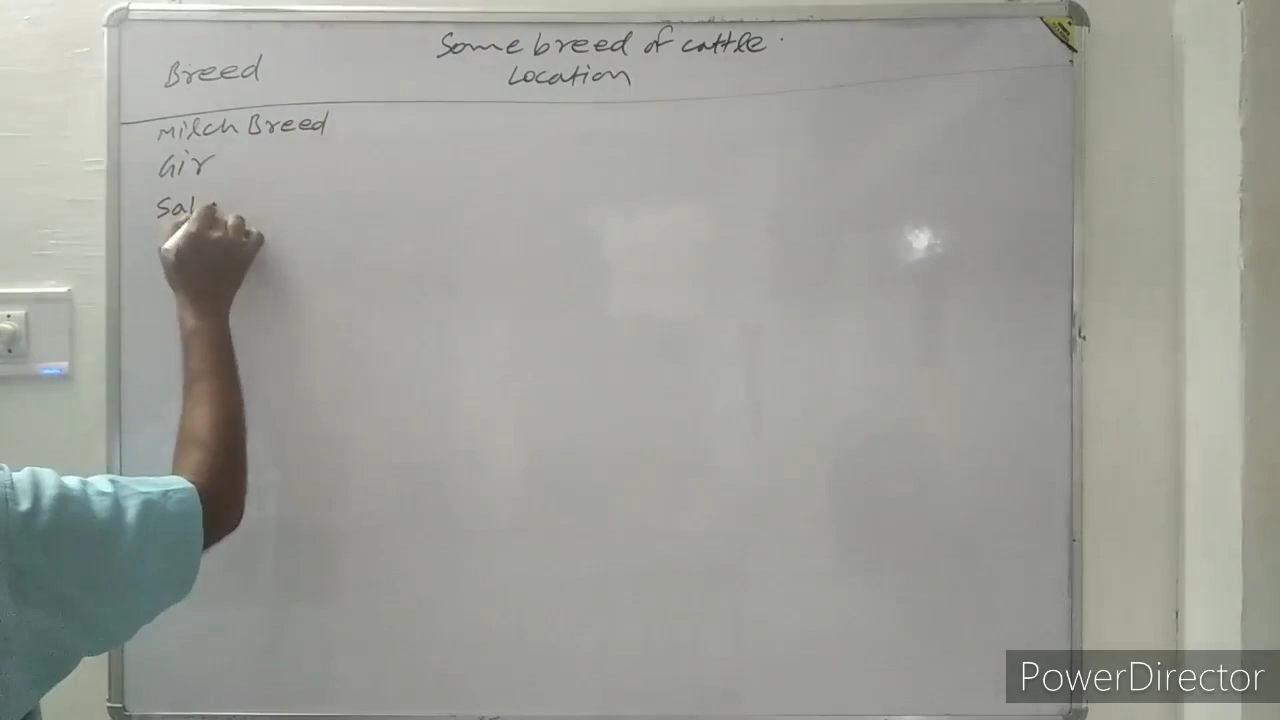 Some breed of cattle
Breed Location
Milch Breed
Gir
PowerDirector